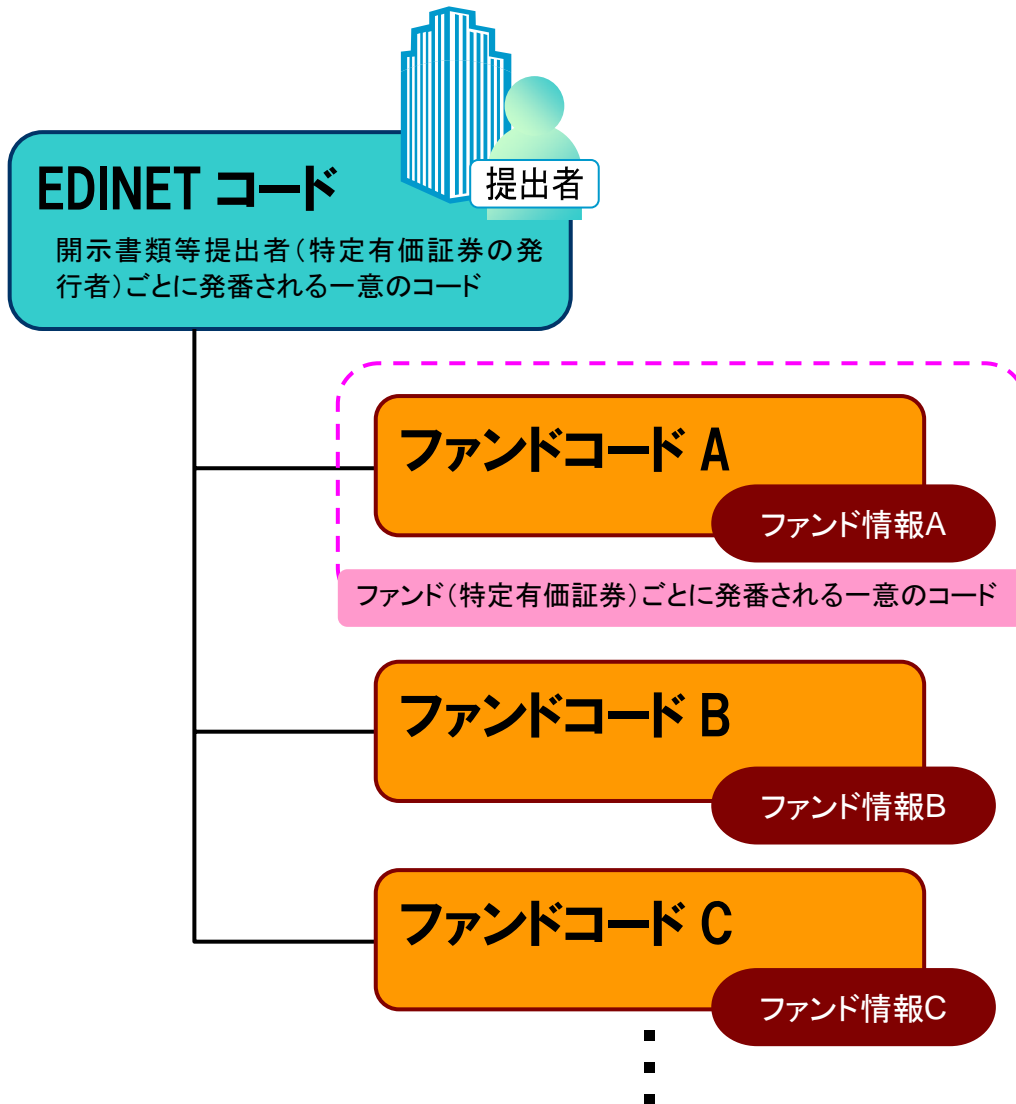 提出者
EDINET コード
開示書類等提出者（特定有価証券の発
行者）ごとに発番される一意のコード
ファンドコード A
ファンド情報A
ファンド（特定有価証券）ごとに発番される一意のコード
ファンドコード B
ファンド情報B
ファンドコード C
ファンド情報C